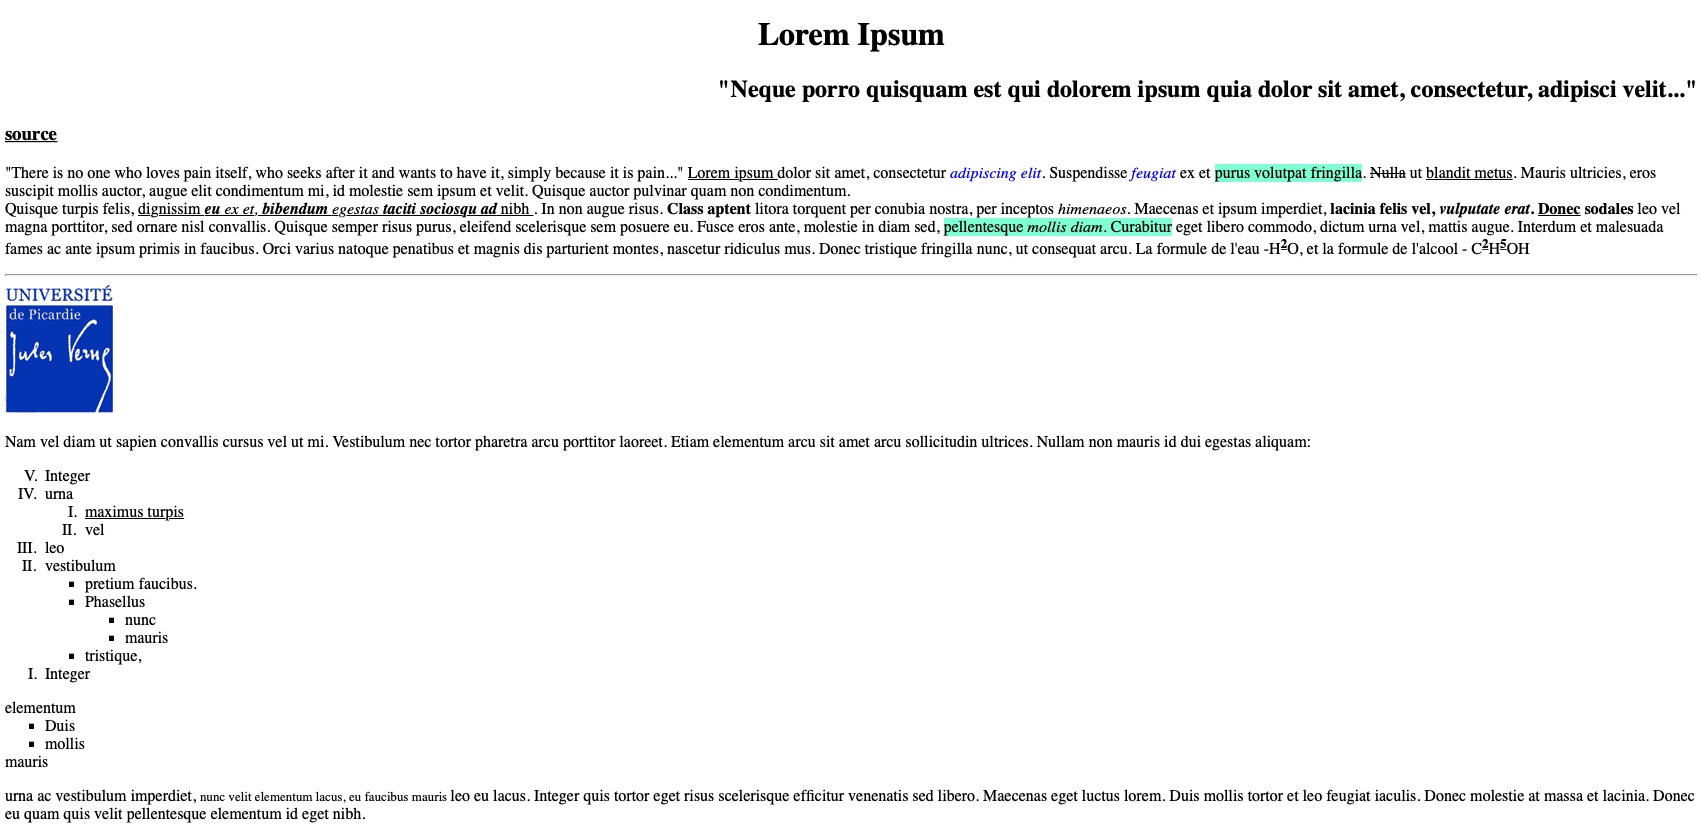 Lorem Ipsum
"Neque porro quisquam est qui dolorem ipsum quia dolor sit amet, consectetur, adipisci velit..."
source
"There is no one who loves pain itself, who seeks after it and wants to have it, simply because it is pain..." Lorem ipsum dolor sit amet, consectetur adipiscing elit. Suspendisse feugiat ex et purus volutpat fringilla. Nulla ut blandit metus. Mauris ultricies, eros
suscipit mollis auctor, augue elit condimentum mi, id molestie sem ipsum et velit. Quisque auctor pulvinar quam non condimentum.
Quisque turpis felis, dignissim eu ex et, bibendum egestas taciti sociosqu ad nibh . In non augue risus. Class aptent litora torquent per conubia nostra, per inceptos himenaeos. Maecenas et ipsum imperdiet, lacinia felis vel, vulputate erat. Donec sodales leo vel
magna porttitor, sed ornare nisl convallis. Quisque semper risus purus, eleifend scelerisque sem posuere eu. Fusce eros ante, molestie in diam sed, pellentesque mollis diam. Curabitur eget libero commodo, dictum urna vel, mattis augue. Interdum et malesuada
fames ac ante ipsum primis in faucibus. Orci varius natoque penatibus et magnis dis parturient montes, nascetur ridiculus mus. Donec tristique fringilla nunc, ut consequat arcu. La formule de l'eau -H²O, et la formule de l'alcool - C²H⁵OH
UNIVERSITÉ
de Picardie
Jules Verne
Nam vel diam ut sapien convallis cursus vel ut mi. Vestibulum nec tortor pharetra arcu porttitor laoreet. Etiam elementum arcu sit amet arcu sollicitudin ultrices. Nullam non mauris id dui egestas aliquam:
V. Integer
IV. urna
I. maximus turpis
II. vel
III. leo
II. vestibulum
▪ pretium faucibus.
▪ Phasellus
▪ nunc
▪ mauris
▪ tristique,
I. Integer
elementum
▪ Duis
▪ mollis
mauris
urna ac vestibulum imperdiet, nunc velit elementum lacus, eu faucibus mauris leo eu lacus. Integer quis tortor eget risus scelerisque efficitur venenatis sed libero. Maecenas eget luctus lorem. Duis mollis tortor et leo feugiat iaculis. Donec molestie at massa et lacinia. Donec
eu quam quis velit pellentesque elementum id eget nibh.